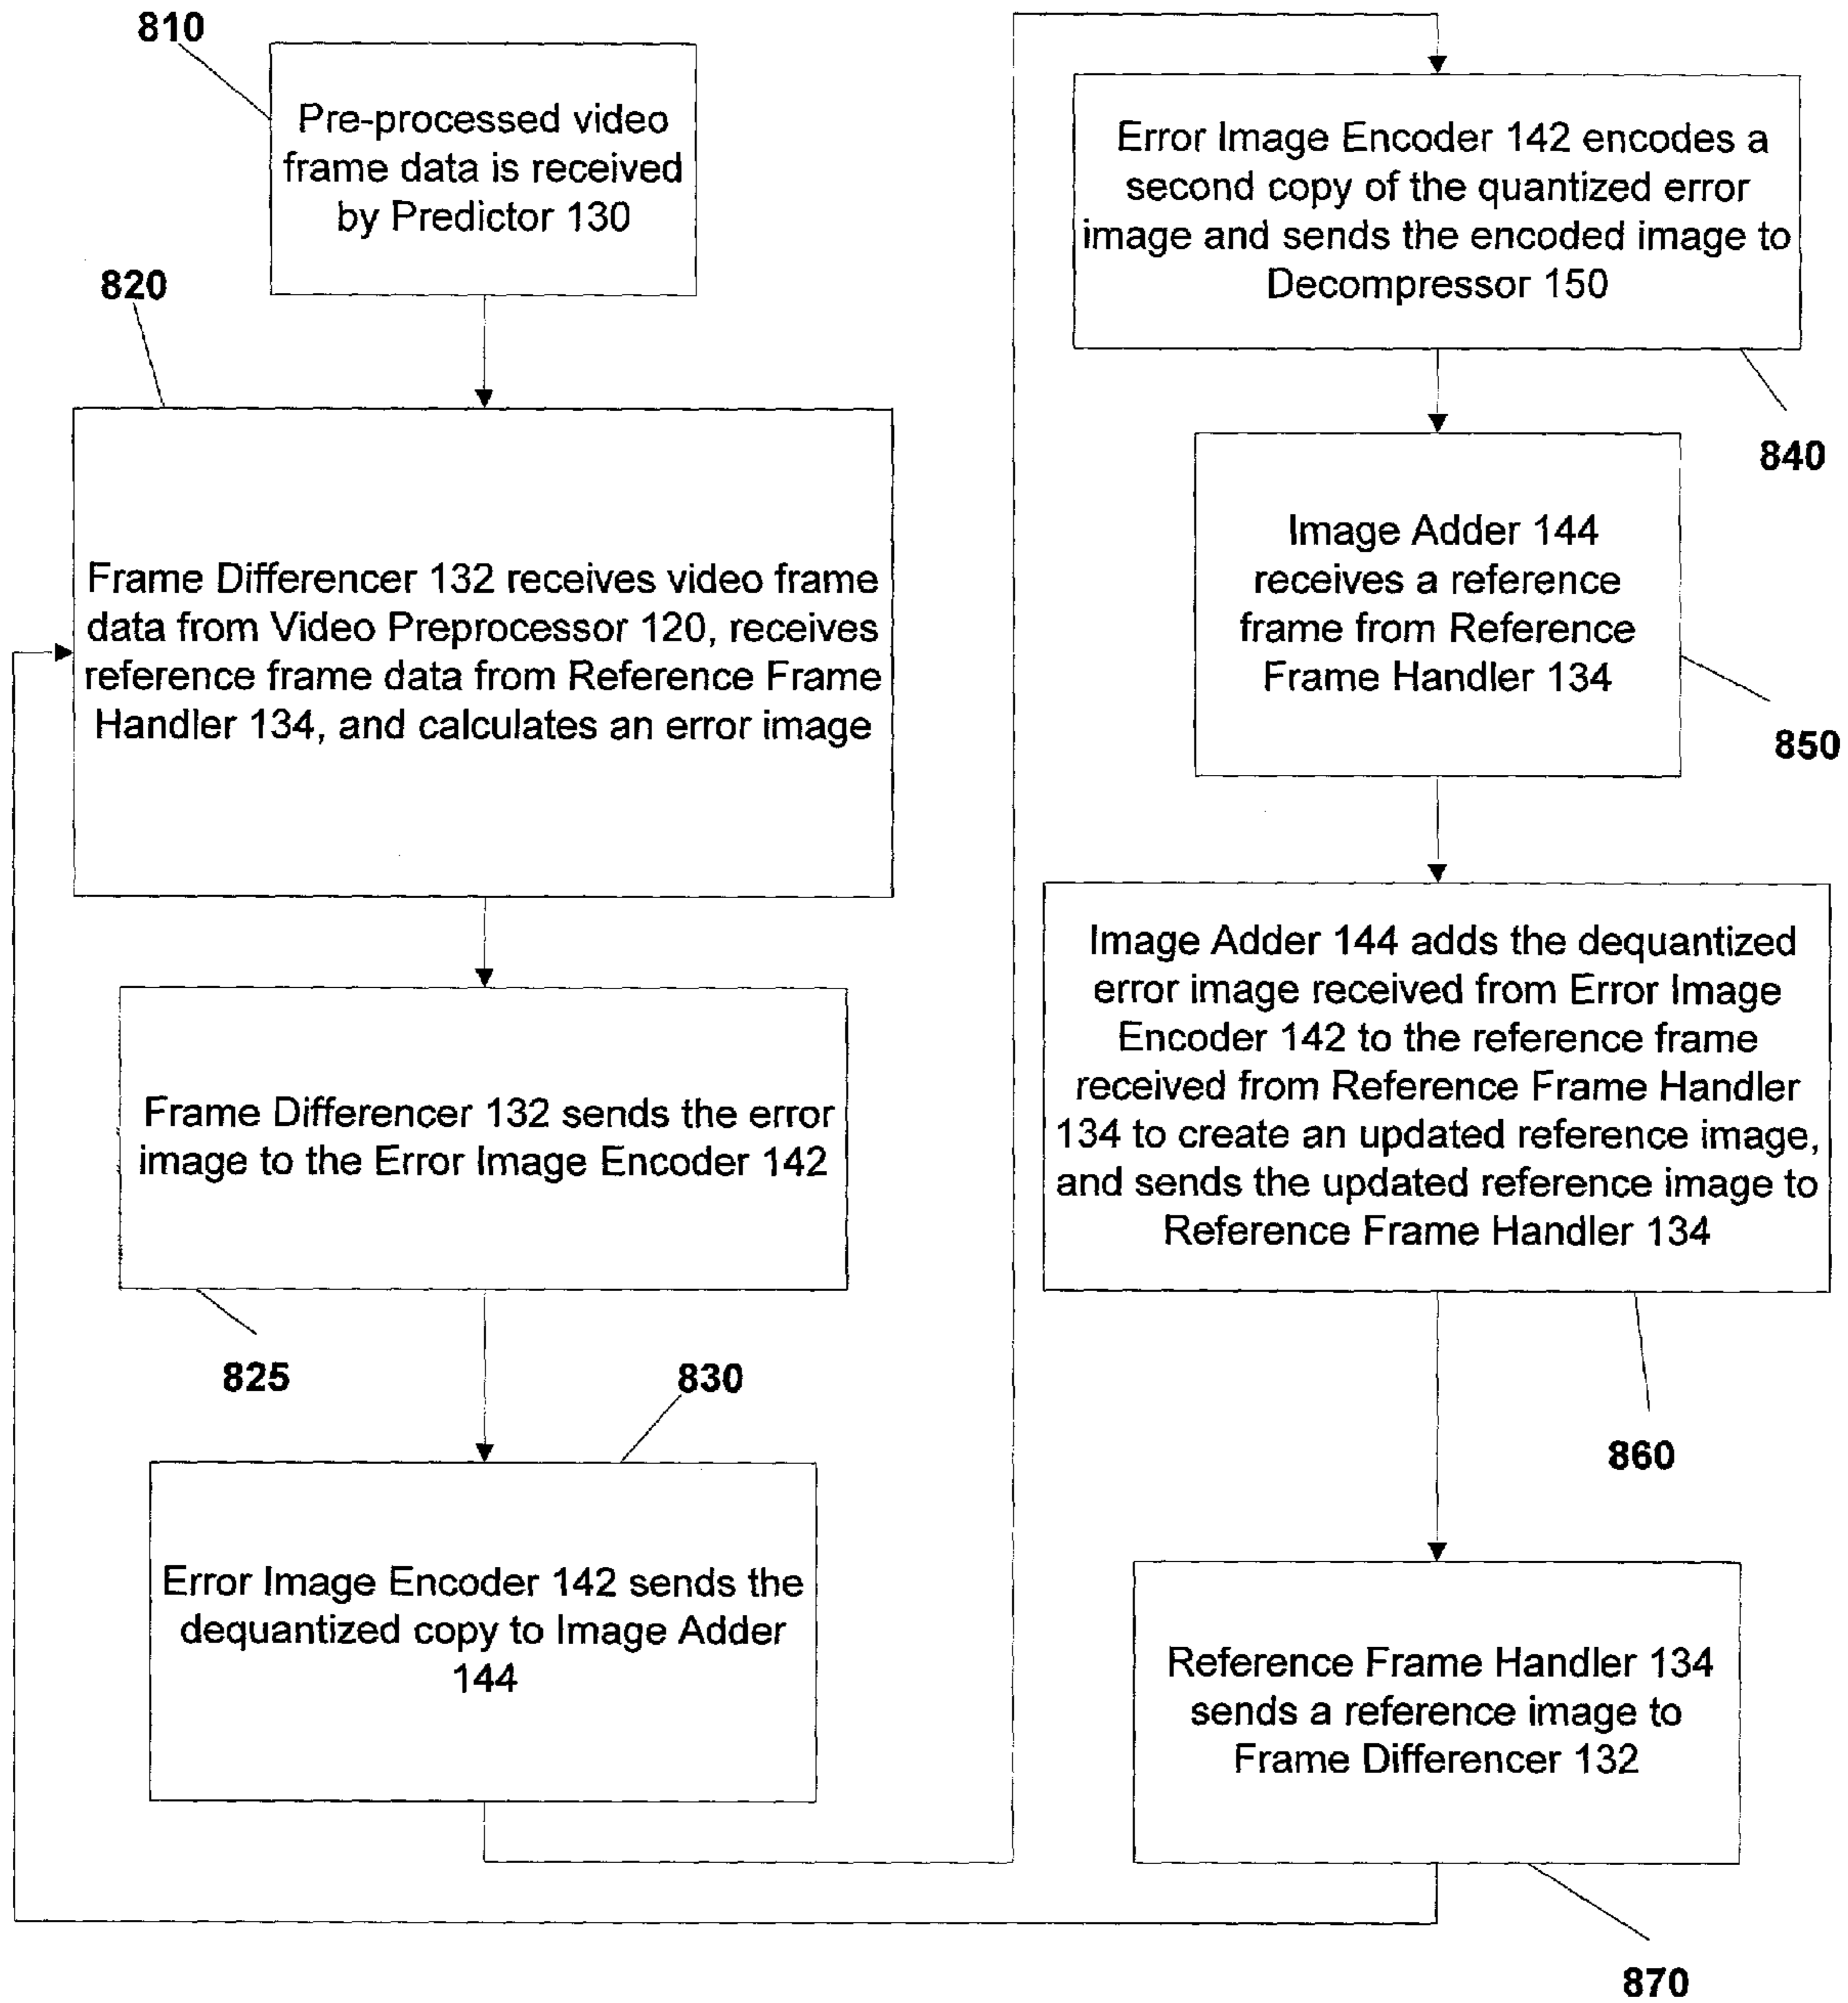 810
Pre-processed video
frame data is received
by Predictor 130
820
Frame Differencer 132 receives video frame
data from Video Preprocessor 120, receives
reference frame data from Reference Frame
Handler 134, and calculates an error image
Frame Differencer 132 sends the error
image to the Error Image Encoder 142
825
830
Error Image Encoder 142 sends the
dequantized copy to Image Adder
144
Error Image Encoder 142 encodes a
second copy of the quantized error
image and sends the encoded image to
Decompressor 150
840
Image Adder 144
receives a reference
frame from Reference
Frame Handler 134
850
Image Adder 144 adds the dequantized
error image received from Error Image
Encoder 142 to the reference frame
received from Reference Frame Handler
134 to create an updated reference image,
and sends the updated reference image to
Reference Frame Handler 134
860
Reference Frame Handler 134
sends a reference image to
Frame Differencer 132
870